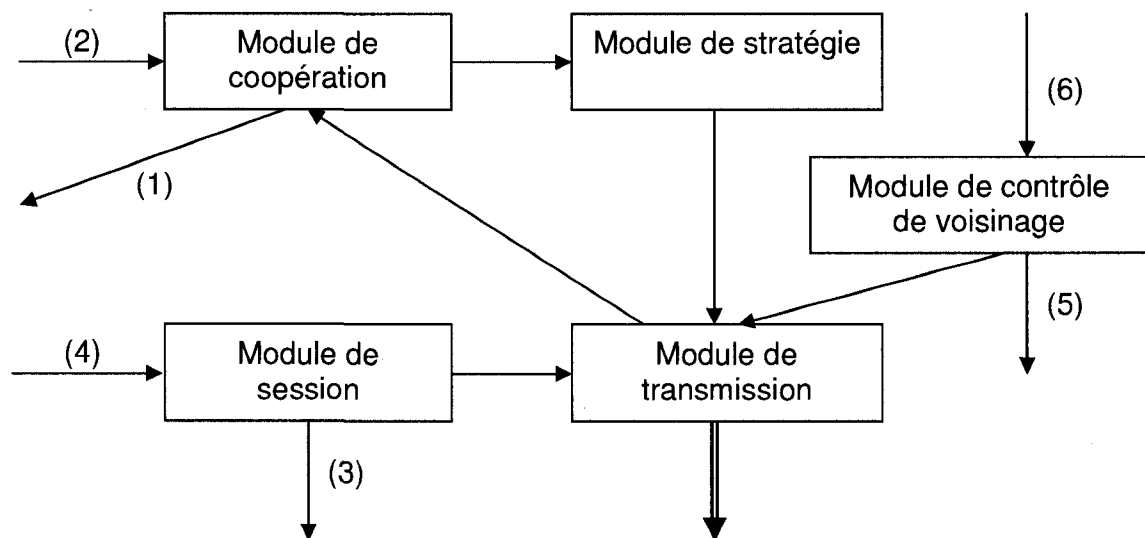 (2)
Module de
coopération
Module de stratégie
(6)
(1)
Module de contrôle
de voisinage
(5)
(4)
Module de
session
Module de
transmission
(3)